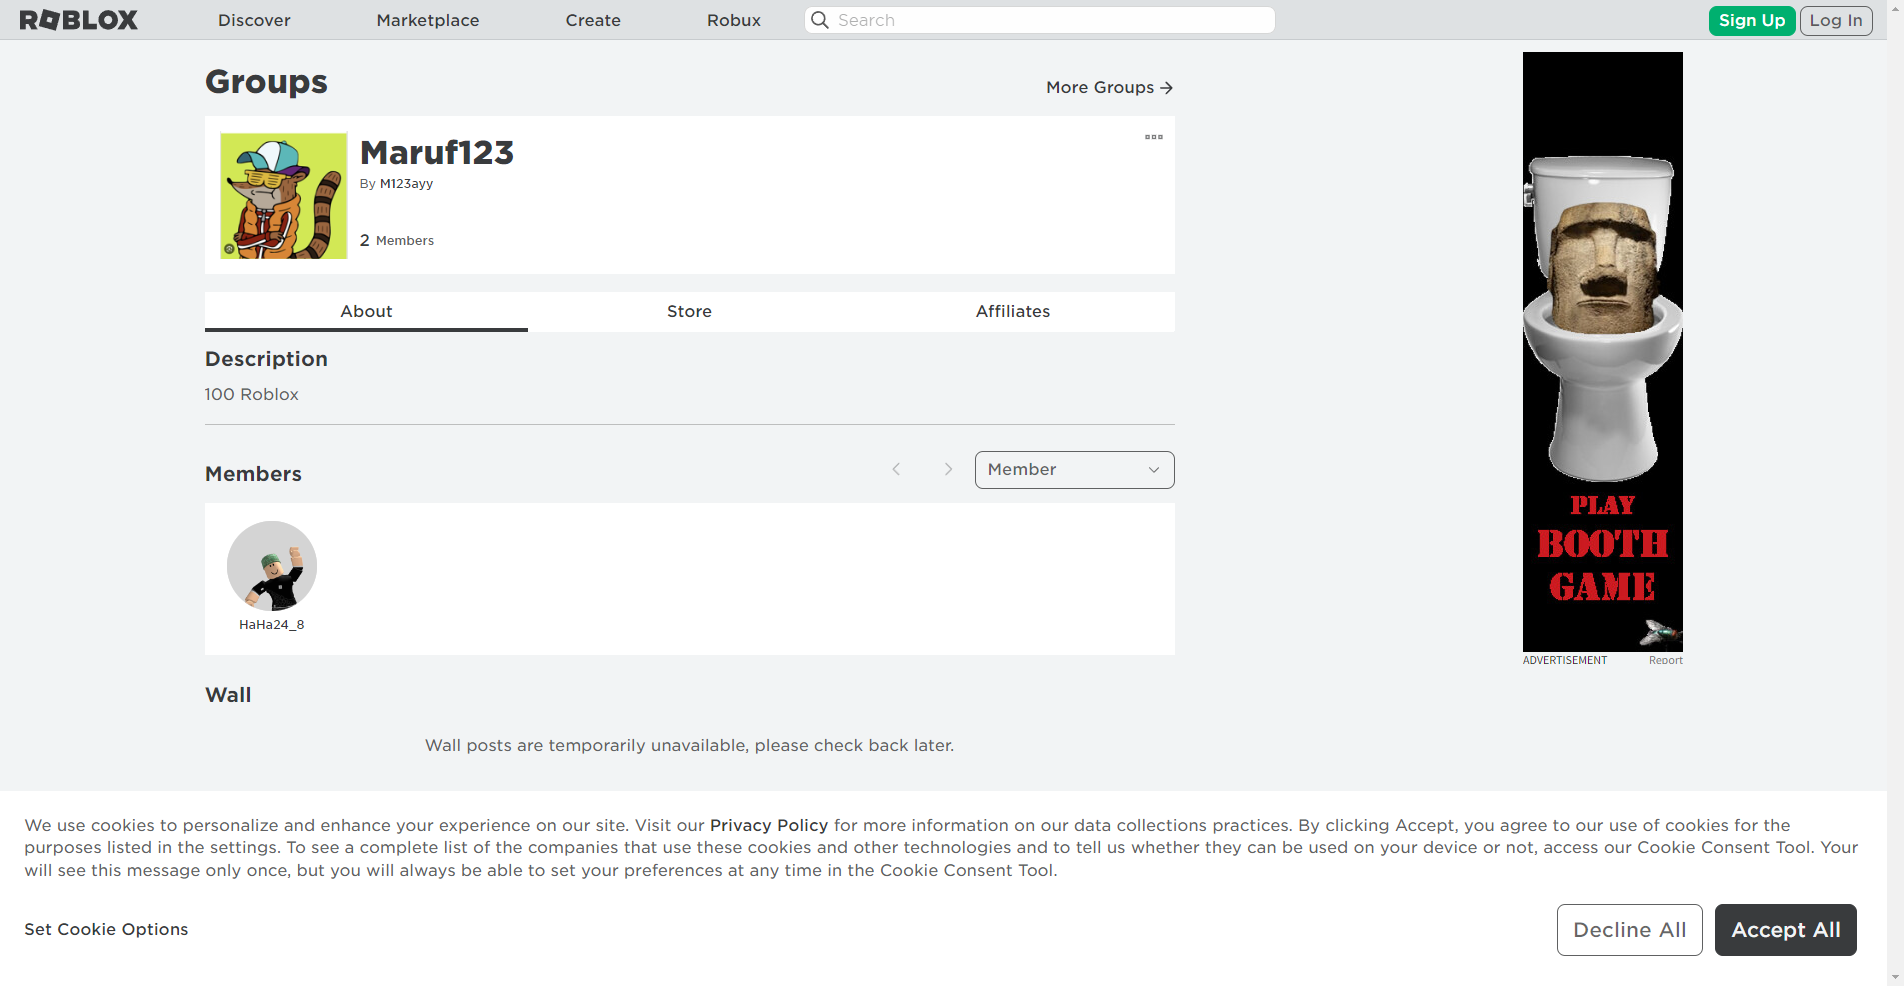 ROBLOX
Discover
Marketplace
Create
Robux
Search
Sign Up
Log In
Groups
More Groups
Maruf123
By M123ayy
2 Members
About
Store
Affiliates
Description
100 Roblox
Members
Member
HaHa24_8
Wall
Wall posts are temporarily unavailable, please check back later.
PLAY
BOOTH
GAME
ADVERTISEMENT
Report
We use cookies to personalize and enhance your experience on our site. Visit our Privacy Policy for more information on our data collections practices. By clicking Accept, you agree to our use of cookies for the
purposes listed in the settings. To see a complete list of the companies that use these cookies and other technologies and to tell us whether they can be used on your device or not, access our Cookie Consent Tool. Your
will see this message only once, but you will always be able to set your preferences at any time in the Cookie Consent Tool.
Set Cookie Options
Decline All
Accept All